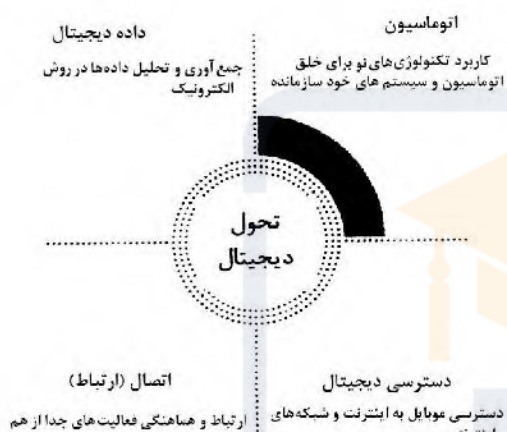 اتوماسیون
کاربرد تکنولوژی‌های نو برای خلق
اتوماسیون و سیستم های خود سازمانده
داده دیجیتال
جمع‌آوری و تحلیل داده‌ها در روش
الکترونیک
تحول
دیجیتال
دسترسی دیجیتال
دسترسی موبایل به اینترنت و شبکه‌های
اتصال (ارتباط)
ارتباط و هماهنگی فعالیت‌های جدا از هم